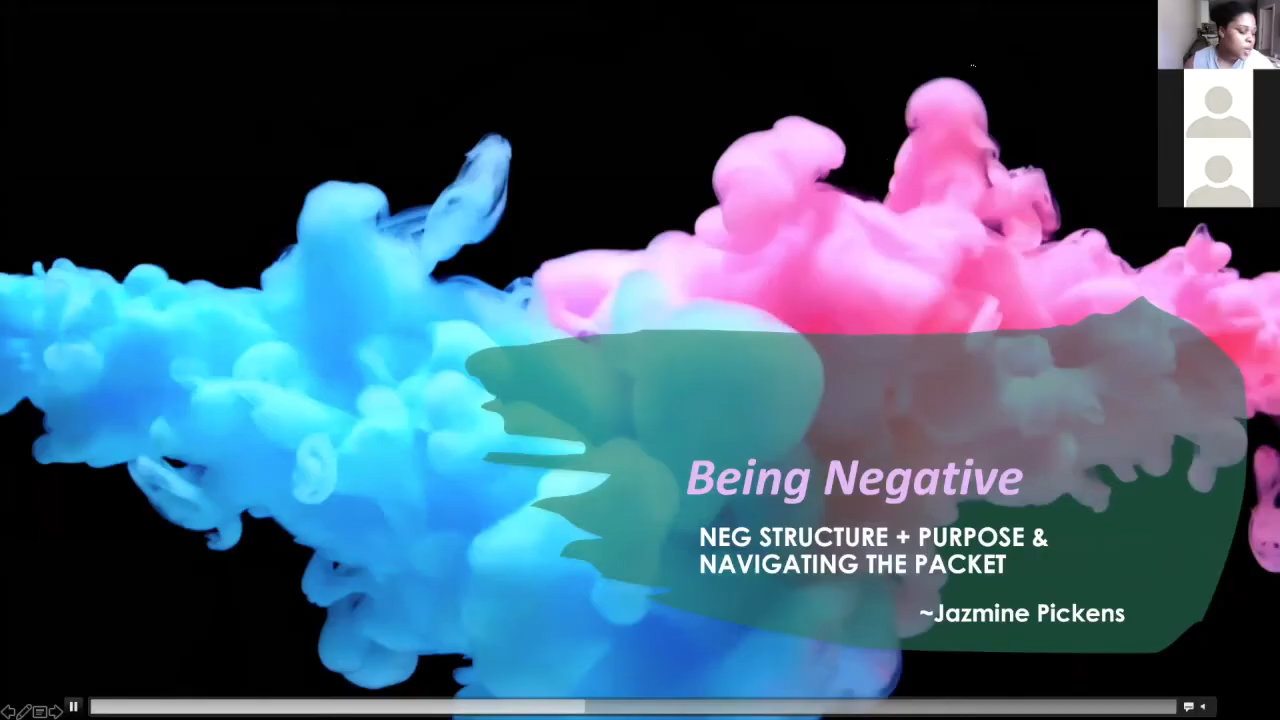 Being Negative
NEG STRUCTURE + PURPOSE &
NAVIGATING THE PACKET
~Jazmine Pickens